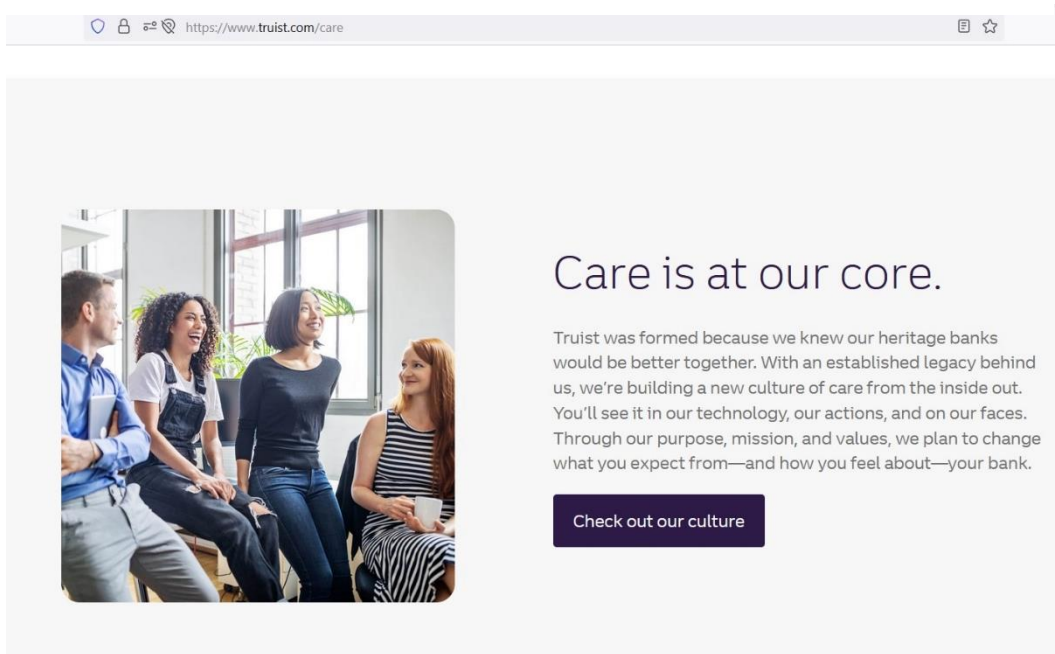 https://www.truist.com/care
Care is at our core.
Truist was formed because we knew our heritage banks
would be better together. With an established legacy behind
us, we're building a new culture of care from the inside out.
You'll see it in our technology, our actions, and on our faces.
Through our purpose, mission, and values, we plan to change
what you expect from—and how you feel about—your bank.
Check out our culture